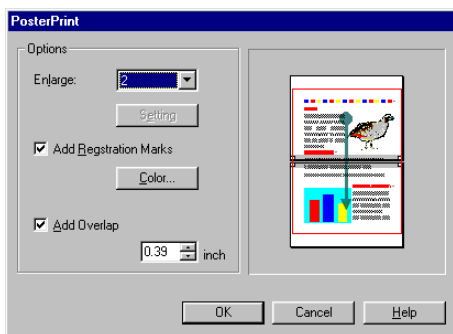 PosterPrint
Options
Enlarge:
2
Setting
Add Regstration Marks
Color...
Add Overlap
0.39
inch
OK
Cancel
Help